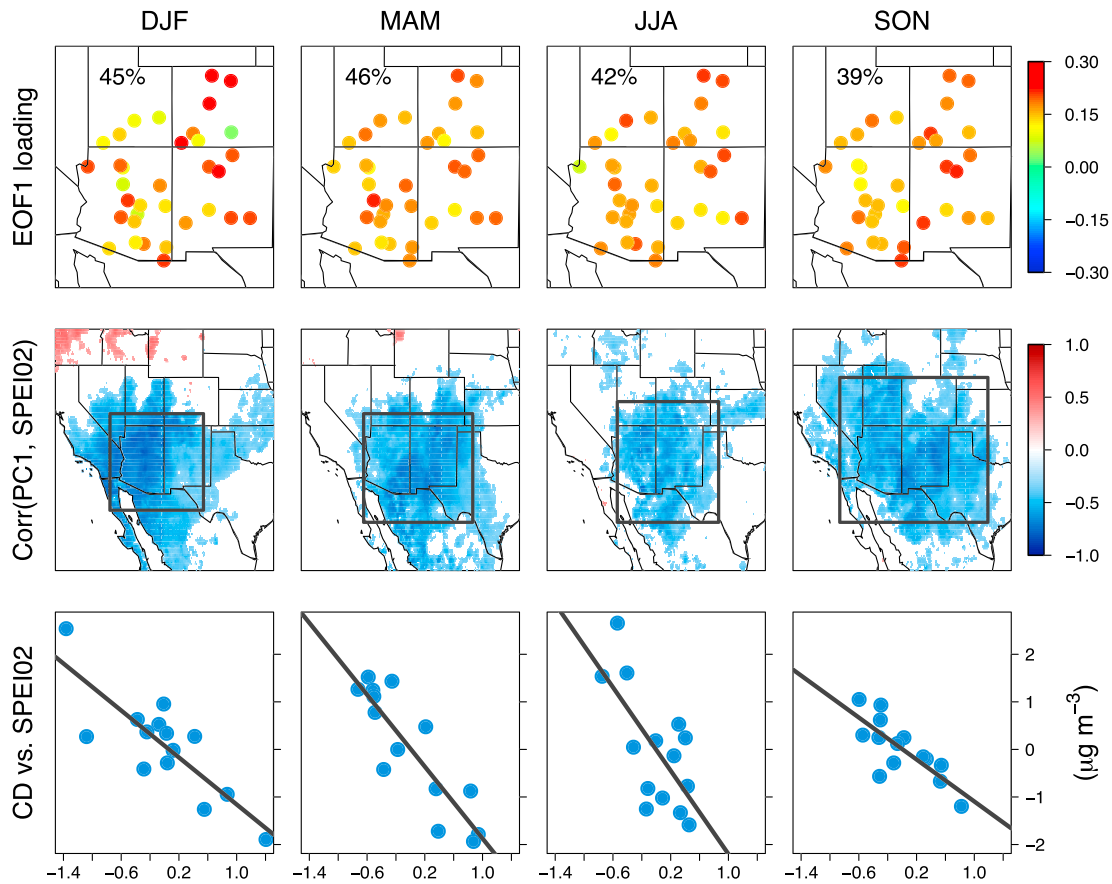 DJF MAM JJA SON
EOF1 loading
45% 46% 42% 39%
0.30
0.15
0.00
−0.15
−0.30
Corr(PC1, SPEI02)
1.0
0.5
0.0
−0.5
−1.0
CD vs. SPEI02
2
1
0
−1
−2
(μg m−3)
−1.4 −0.6 0.2 1.0 −1.4 −0.6 0.2 1.0 −1.4 −0.6 0.2 1.0 −1.4 −0.6 0.2 1.0